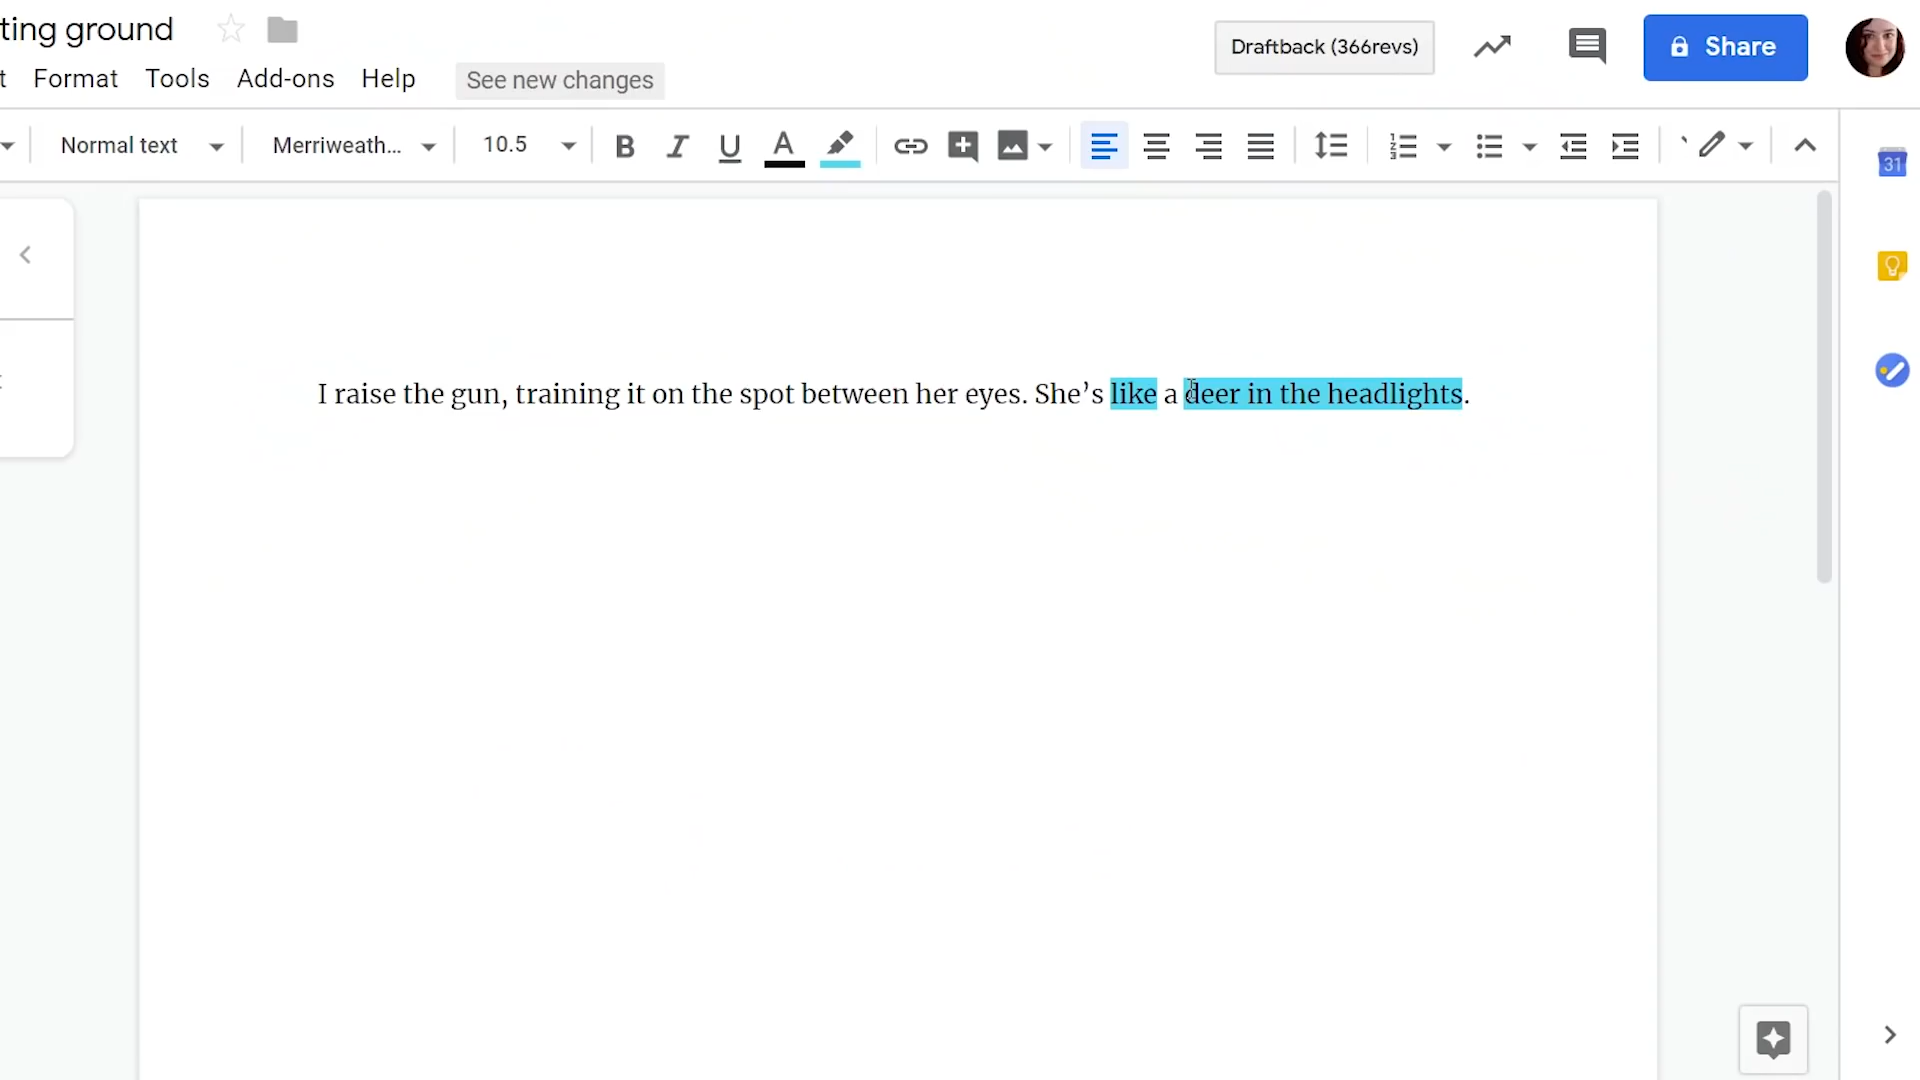 ting ground
Draftback (366revs)
Share
t Format Tools Add-ons Help See new changes
Normal text Merriweath... 10.5 B I U A
31
I raise the gun, training it on the spot between her eyes. She’s like a deer in the headlights.